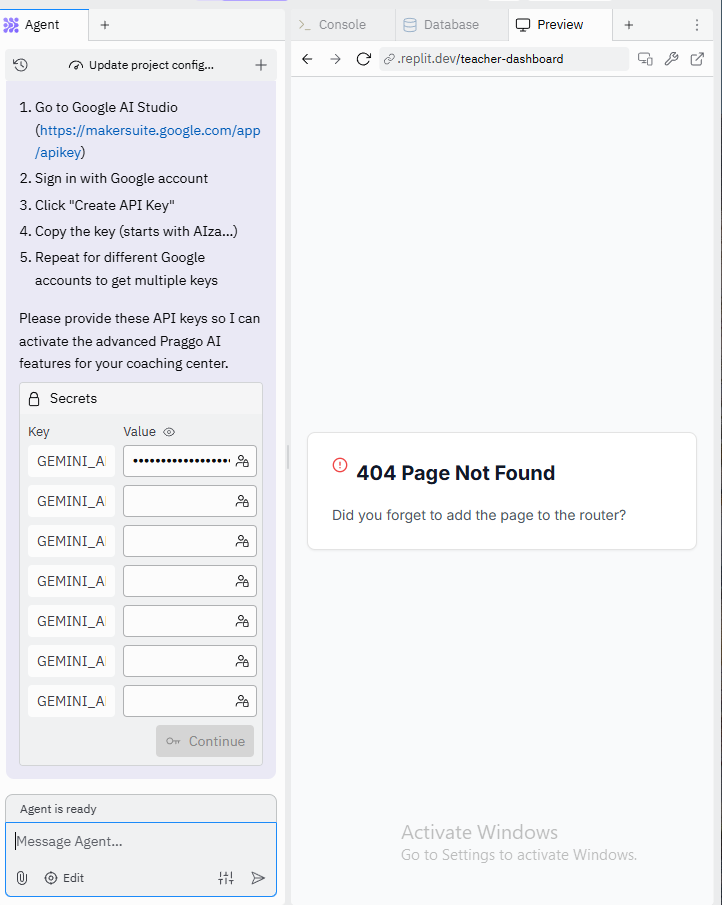 Agent
Console
Database
Preview
Update project config...
.replit.dev/teacher-dashboard
1. Go to Google AI Studio
(https://makersuite.google.com/app
/apikey)
2. Sign in with Google account
3. Click "Create API Key"
4. Copy the key (starts with AIza...)
5. Repeat for different Google
accounts to get multiple keys
Please provide these API keys so I can
activate the advanced Praggo AI
features for your coaching center.
Secrets
Key Value
GEMINI_A
GEMINI_A
GEMINI_A
GEMINI_A
GEMINI_A
GEMINI_A
GEMINI_A
Continue
Agent is ready
Message Agent...
Edit
404 Page Not Found
Did you forget to add the page to the router?
Activate Windows
Go to Settings to activate Windows.